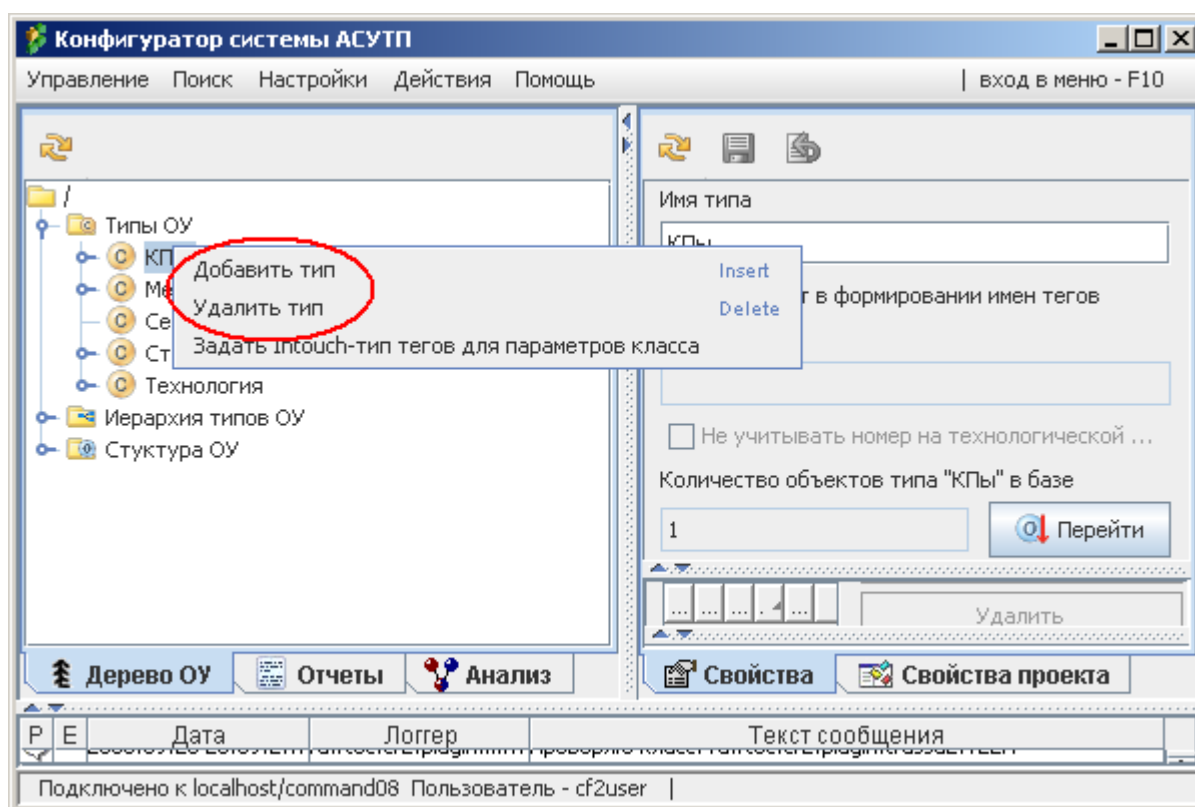 Конфигуратор системы АСУТП
Управление Поиск Настройки Действия Помощь | вход в меню - F10
/
Типы ОУ
Технология
Иерархия типов ОУ
Стуктура ОУ
Добавить тип Insert
Удалить тип Delete
Задать Intouch-тип тегов для параметров класса
Имя типа
КПы
в формировании имен тегов
Не учитывать номер на технологической ...
Количество объектов типа "КПы" в базе
1 Перейти
... ... ... . ...
Удалить
Дерево ОУ Отчеты Анализ
Свойства Свойства проекта
P E Дата Логгер Текст сообщения
Подключено к localhost/command08 Пользователь - cf2user |